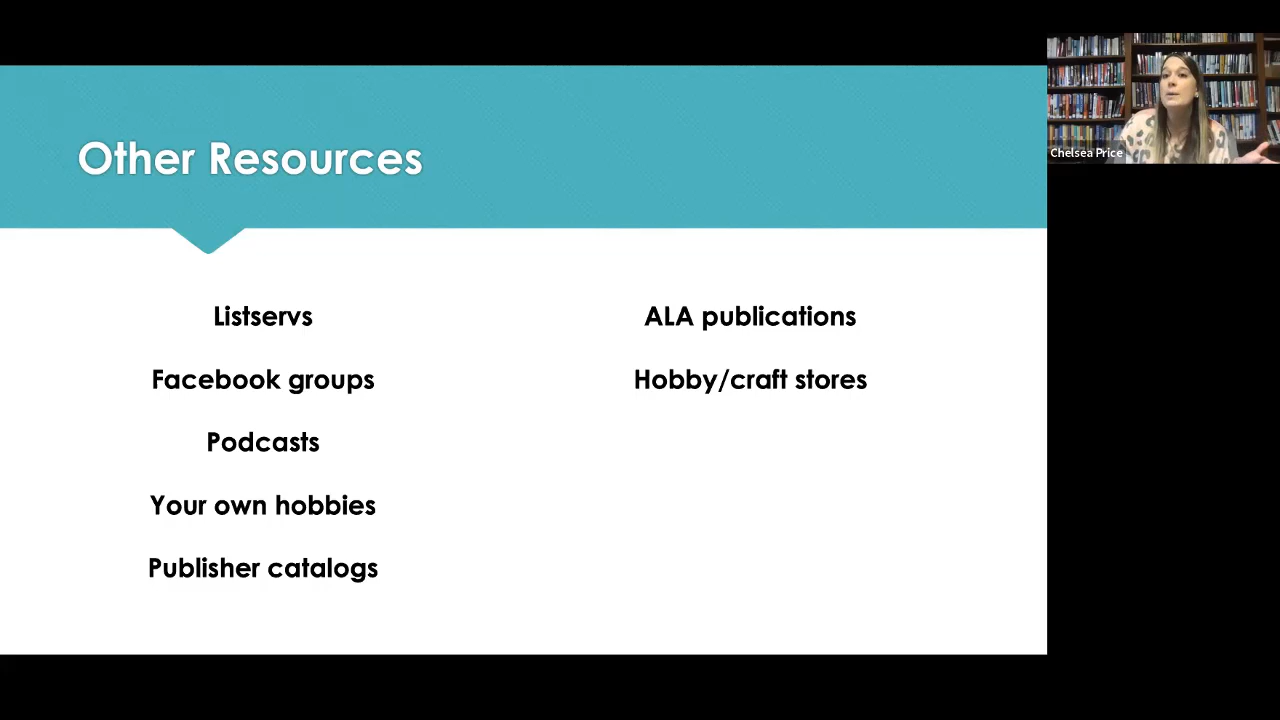 Other Resources
Chelsea Price
Listservs
Facebook groups
Podcasts
Your own hobbies
Publisher catalogs
ALA publications
Hobby/craft stores